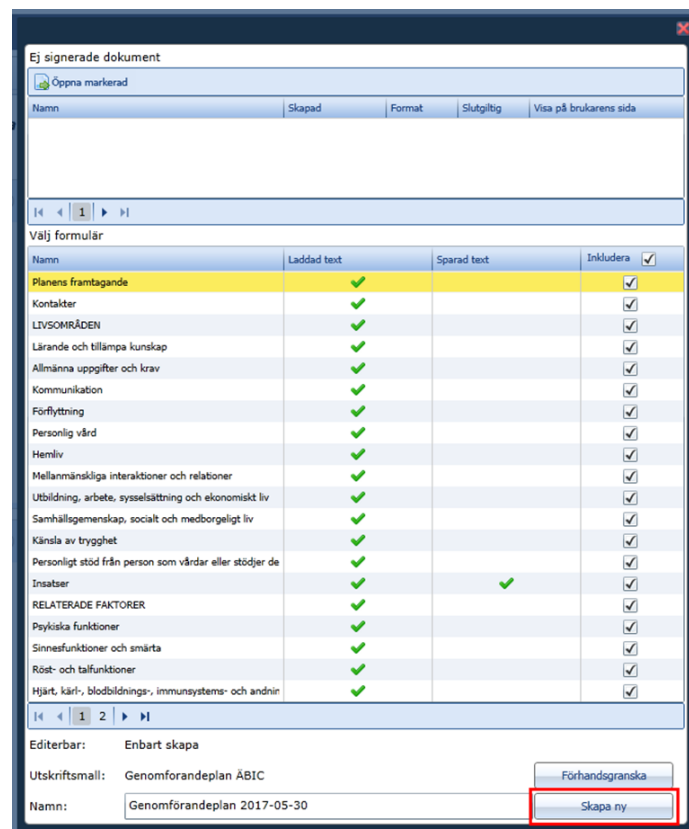 Ej signerade dokument
Öppna markerad
Namn Skapad Format Slutgiltig Visa på brukarens sida
1
Välj formulär
Namn Laddad text Sparad text Inkludera
Planens framtagande
Kontakter
LIVSOMRÅDEN
Lärande och tillämpa kunskap
Allmänna uppgifter och krav
Kommunikation
Förflyttning
Personlig vård
Hemliv
Mellanmänskliga interaktioner och relationer
Utbildning, arbete, sysselsättning och ekonomiskt liv
Samhällsgemenskap, socialt och medborgeligt liv
Känsla av trygghet
Personligt stöd från person som vårdar eller stödjer de
Insatser
RELATERADE FAKTORER
Psykiska funktioner
Sinnesfunktioner och smärta
Röst- och talfunktioner
Hjärt, kärl-, blodbildnings-, immunsystems- och andnin
1 2
Editerbar: Enbart skapa
Utskriftsmall: Genomforandeplan ÄBIC Förhandsgranska
Namn: Genomförandeplan 2017-05-30 Skapa ny